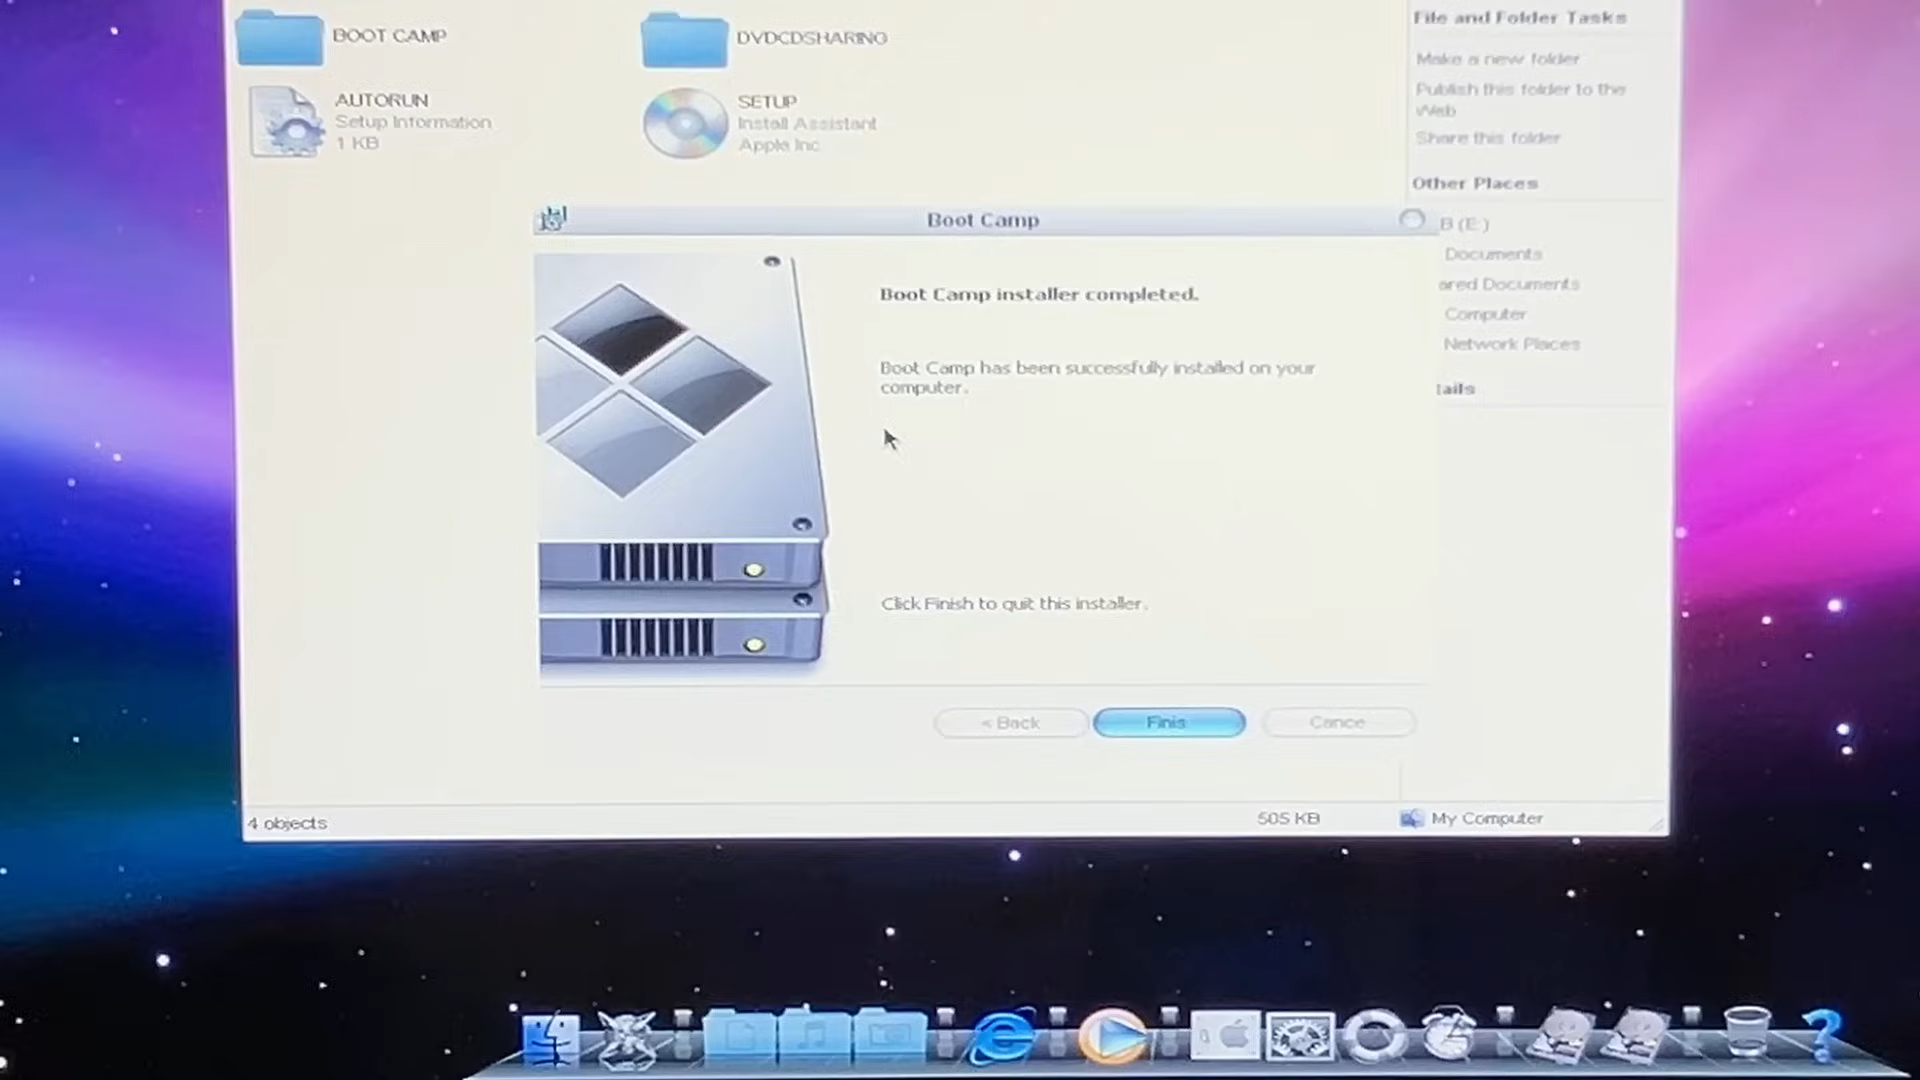 BOOT CAMP
DVDCDSHARING
AUTORUN
Setup Information
1 KB
SETUP
Install Assistant
Apple Inc
File and Folder Tasks
Make a new folder
Publish this folder to the
Web
Share this folder
Other Places
B (E:)
Documents
ared Documents
Computer
Network Places
tails
Boot Camp
Boot Camp installer completed.
Boot Camp has been successfully installed on your
computer.
Click Finish to quit this installer.
< Back
Finis
Cance
4 objects
505 KB
My Computer